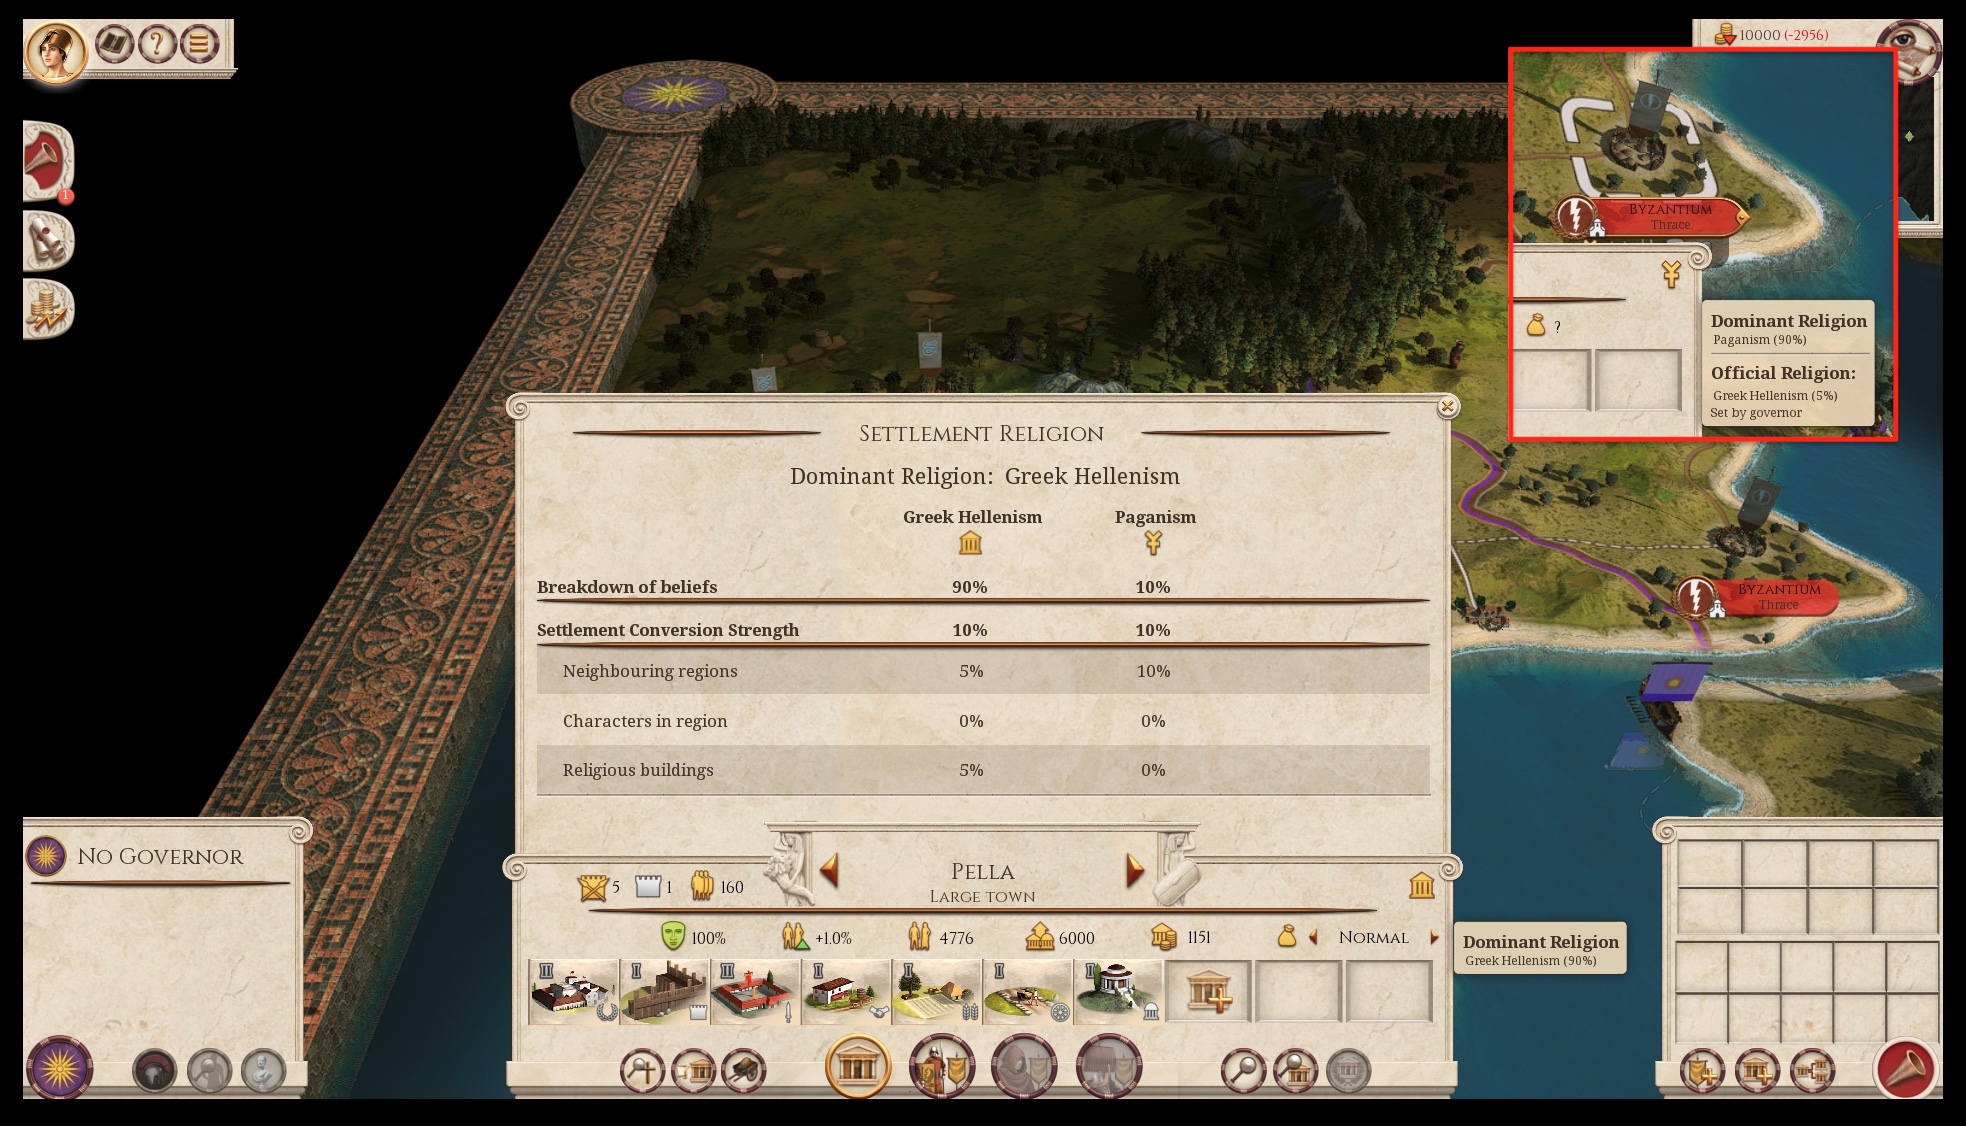 10000 (-2956)
1
BYZANTIUM
Thrace
?
Dominant Religion
Paganism (90%)
Official Religion:
Greek Hellenism (5%)
Set by governor
SETTLEMENT RELIGION
Dominant Religion: Greek Hellenism
Greek Hellenism Paganism
Breakdown of beliefs 90% 10%
Settlement Conversion Strength 10% 10%
Neighbouring regions 5% 10%
Characters in region 0% 0%
Religious buildings 5% 0%
BYZANTIUM
Thrace
NO GOVERNOR
PELLA
LARGE TOWN
5 1 160
100% +1.0% 4776 6000 1151 NORMAL
III I III I I I I
Dominant Religion
Greek Hellenism (90%)